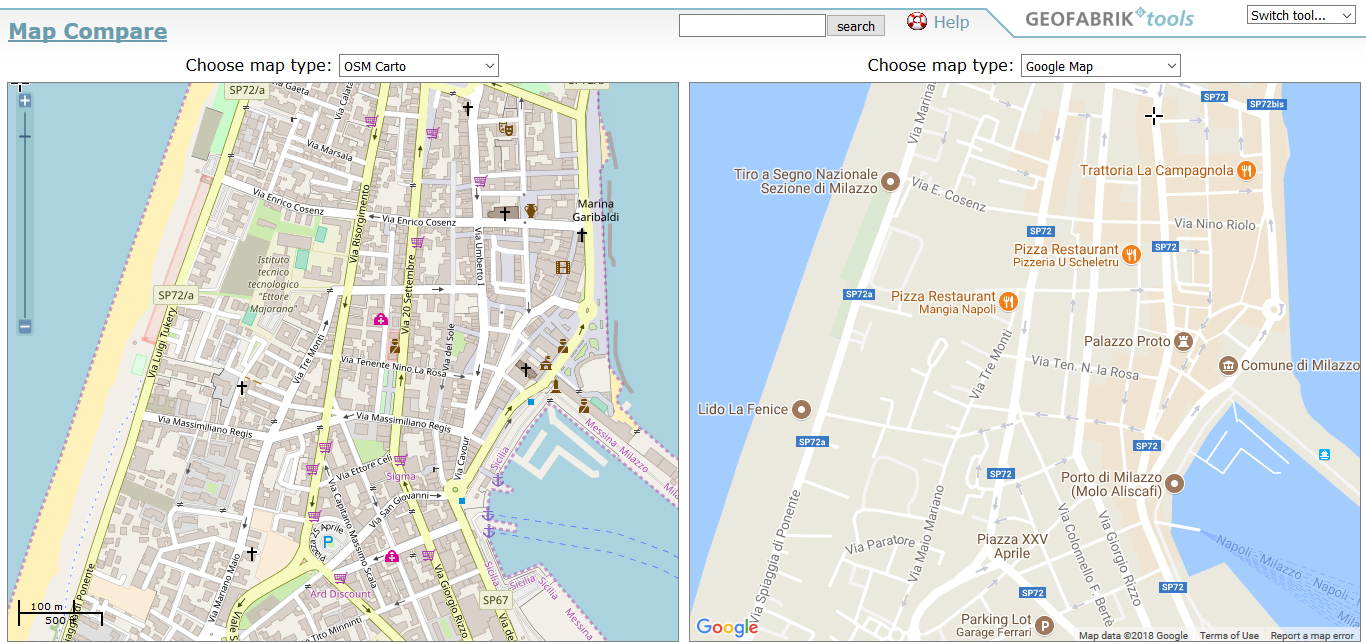 Map Compare
search
Help
GEOFABRIK tools
Switch tool...
Choose map type:
OSM Carto
Choose map type:
Google Map
SP72/a
Via Marsala
Via Enrico Cosenz
Via Enrico Cosenz
Marina
Garibaldi
Via Risorgimento
Via Umberto I
Istituto
tecnologico
"Ettore
Majorana"
SP72/a
Via 20 Settembre
Via Luigi Tukery
Via Tre Monti
Via del Sole
Via Tenente Nino La Rosa
Via Massimiliano Regis
Via Massimiliano Regis
Via Cavour
Messina - Milazzo
Sicilia
Via Ettore Celi
Sigma
Via San Giovanni
Via Capitano Massimo Scala
Piazza 25 Aprile
P
Via Mariano Maio
Ard Discount
Via Giorgio Rizzo
SP67
Sicilia
Sicilia - Messina
Tito Minniti
100 m
500 ft
Via Marina
SP72
SP72bis
Tiro a Segno Nazionale
Sezione di Milazzo
Via E. Cosenz
Trattoria La Campagnola
Via Nino Riolo
SP72
SP72
Pizza Restaurant
Pizzeria U Scheletru
SP72a
Pizza Restaurant
Mangia Napoli
Via Tre Monti
Palazzo Proto
Via Ten. N. la Rosa
Comune di Milazzo
Lido La Fenice
SP72a
SP72
SP72
Porto di Milazzo
(Molo Aliscafi)
Via Spiaggia di Ponente
Via Maio Mariano
Via Paratore
Piazza XXV
Aprile
Via Colonnello F. Bertè
Via Giorgio Rizzo
Napoli - Milazzo
Napoli -
SP72
SP72
Parking Lot
Garage Ferrari
P
Google
Map data ©2018 Google
Terms of Use
Report a map error